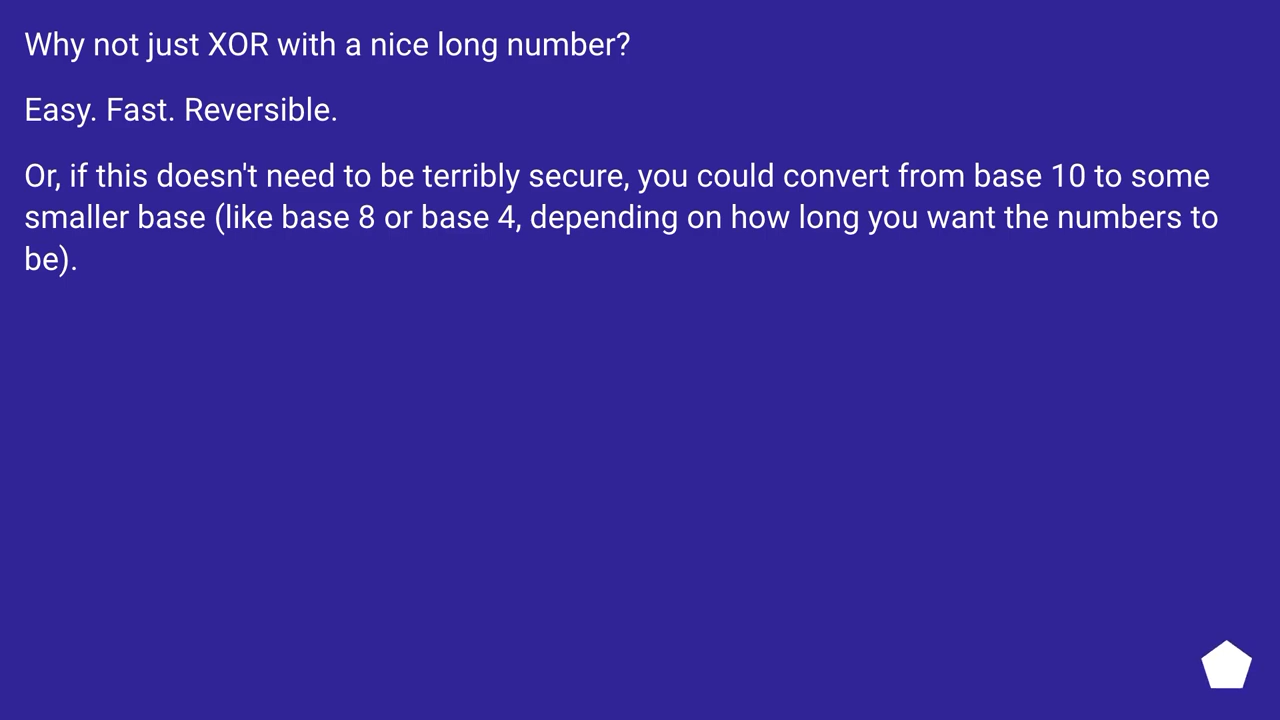 Why not just XOR with a nice long number?
Easy. Fast. Reversible.
Or, if this doesn't need to be terribly secure, you could convert from base 10 to some
smaller base (like base 8 or base 4, depending on how long you want the numbers to
be).